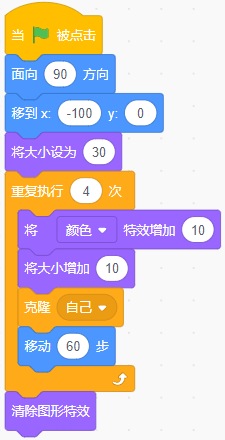 当 被点击
面向 90 方向
移到 x: -100 y: 0
将大小设为 30
重复执行 4 次
将 颜色 特效增加 10
将大小增加 10
克隆 自己
移动 60 步
清除图形特效